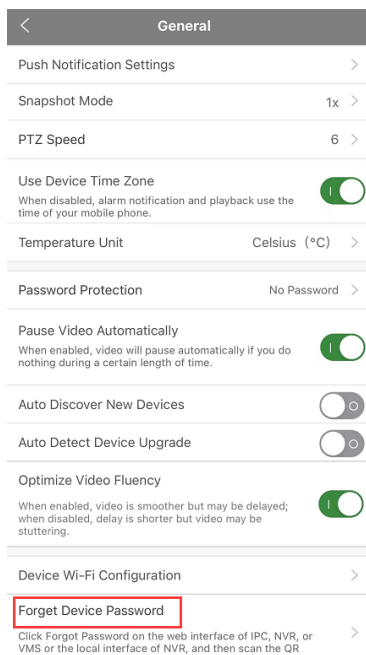 General
Push Notification Settings
Snapshot Mode 1x
PTZ Speed 6
Use Device Time Zone
When disabled, alarm notification and playback use the
time of your mobile phone.
Temperature Unit Celsius (°C)
Password Protection No Password
Pause Video Automatically
When enabled, video will pause automatically if you do
nothing during a certain length of time.
Auto Discover New Devices
Auto Detect Device Upgrade
Optimize Video Fluency
When enabled, video is smoother but may be delayed;
when disabled, delay is shorter but video may be
stuttering.
Device Wi-Fi Configuration
Forget Device Password
Click Forgot Password on the web interface of IPC, NVR, or
VMS or the local interface of NVR, and then scan the QR